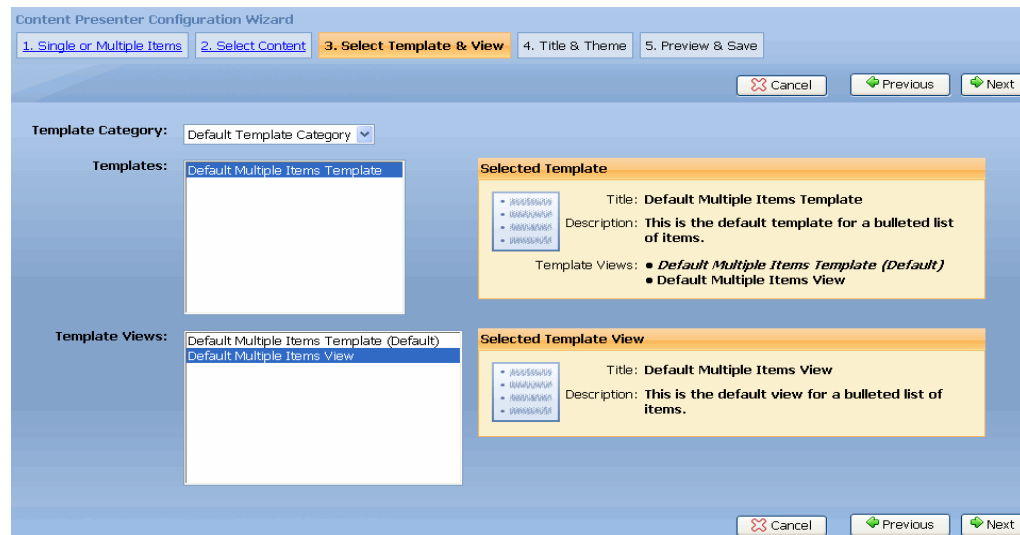 Content Presenter Configuration Wizard
1. Single or Multiple Items 2. Select Content 3. Select Template & View 4. Title & Theme 5. Preview & Save
Cancel Previous Next
Template Category: Default Template Category
Templates: Default Multiple Items Template
Selected Template
Title: Default Multiple Items Template
Description: This is the default template for a bulleted list
of items.
Template Views: • Default Multiple Items Template (Default)
• Default Multiple Items View
Template Views: Default Multiple Items Template (Default)
Default Multiple Items View
Selected Template View
Title: Default Multiple Items View
Description: This is the default view for a bulleted list of
items.
Cancel Previous Next